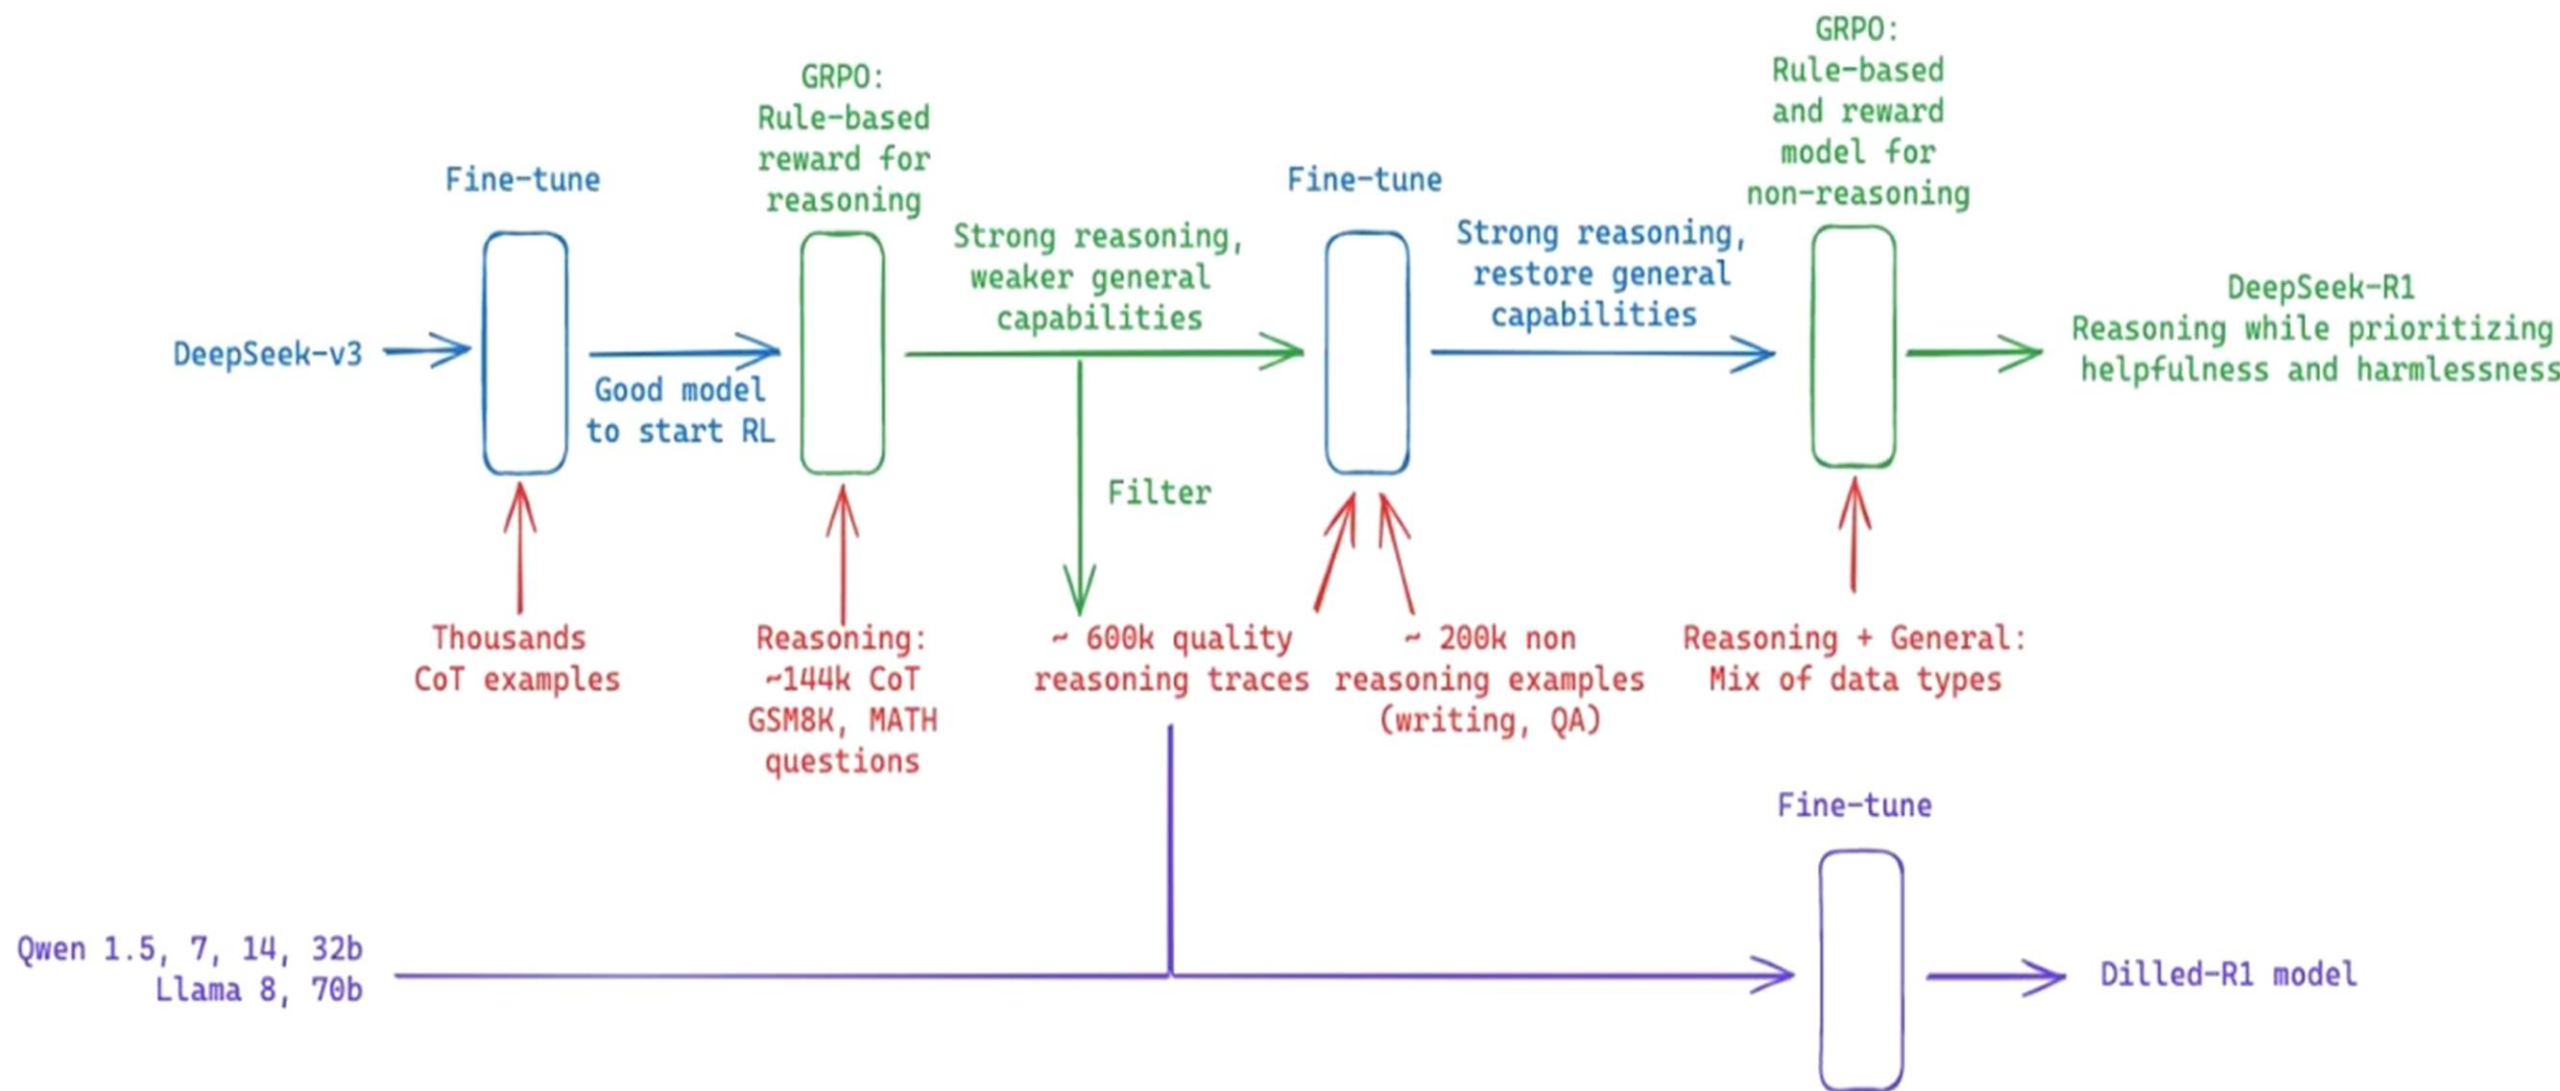 GRPO:
Rule-based
reward for
reasoning
GRPO:
Rule-based
and reward
model for
non-reasoning
Fine-tune
Fine-tune
Strong reasoning,
weaker general
capabilities
Strong reasoning,
restore general
capabilities
DeepSeek-v3
Good model
to start RL
DeepSeek-R1
Reasoning while prioritizing
helpfulness and harmlessness
Filter
Thousands
CoT examples
Reasoning:
~144k CoT
GSM8K, MATH
questions
~ 600k quality
reasoning traces
~ 200k non
reasoning examples
(writing, QA)
Reasoning + General:
Mix of data types
Fine-tune
Qwen 1.5, 7, 14, 32b
Llama 8, 70b
Dilled-R1 model